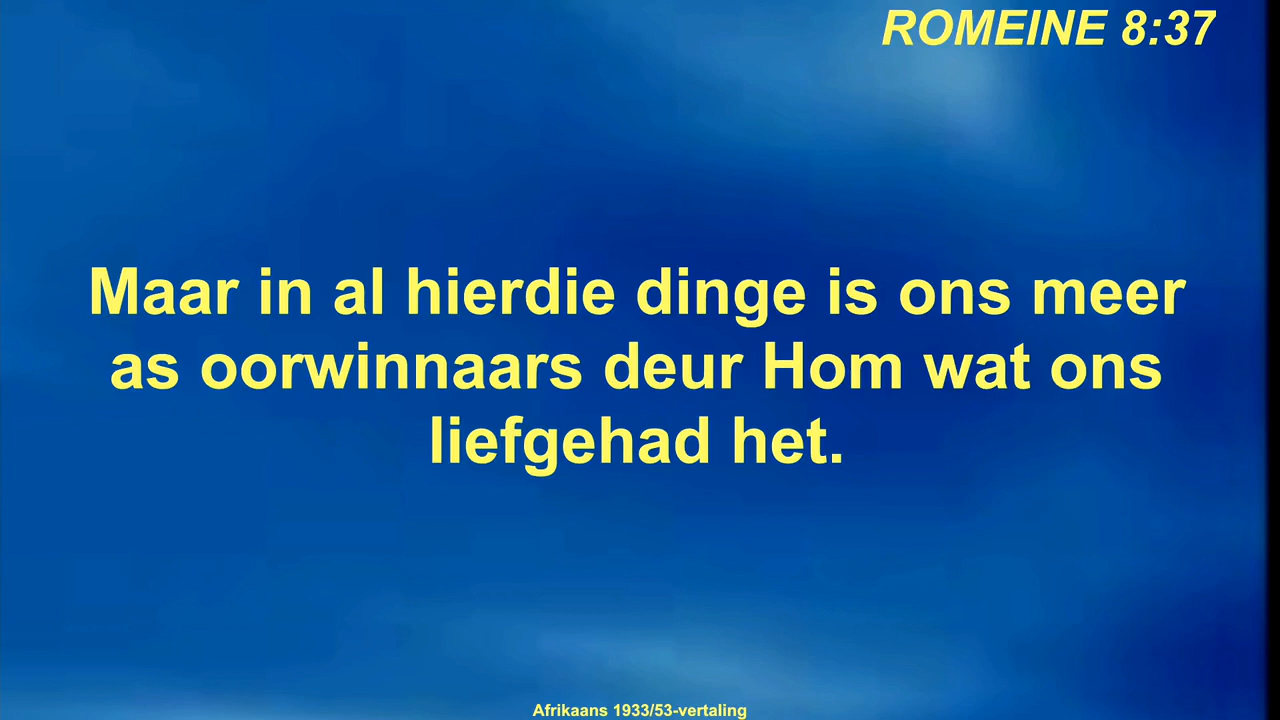 ROMEINE 8:37
Maar in al hierdie dinge is ons meer
as oorwinnaars deur Hom wat ons
liefgehad het.
Afrikaans 1933/53-vertaling